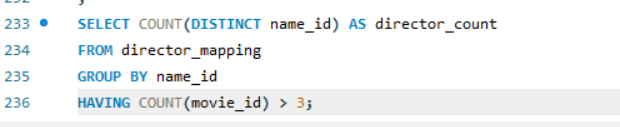 233 SELECT COUNT(DISTINCT name_id) AS director_count
234 FROM director_mapping
235 GROUP BY name_id
236 HAVING COUNT(movie_id) > 3;